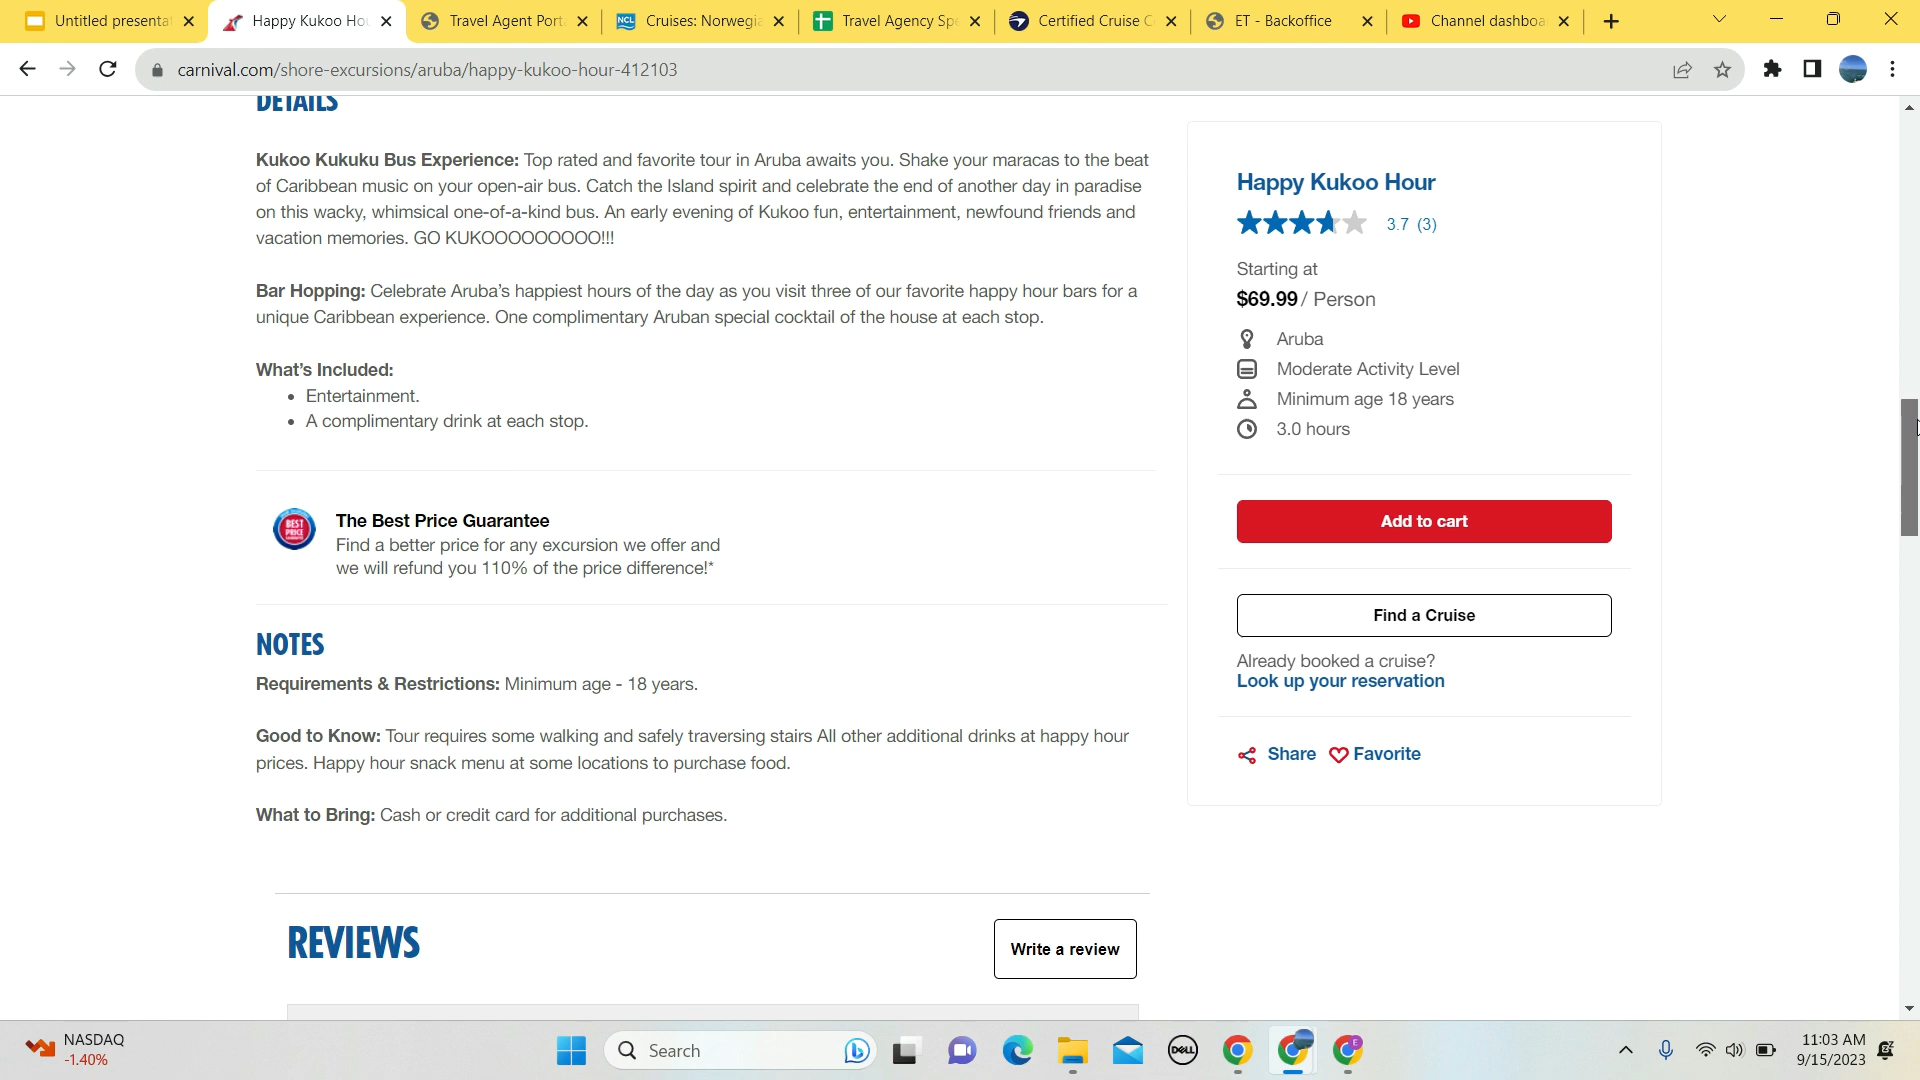 Untitled presenta
Happy Kukoo Ho
Travel Agent Port
NCL
Cruises: Norwegia
Travel Agency Spe
Certified Cruise C
ET - Backoffice
Channel dashboa
carnival.com/shore-excursions/aruba/happy-kukoo-hour-412103
DETAILS
Kukoo Kukuku Bus Experience: Top rated and favorite tour in Aruba awaits you. Shake your maracas to the beat
of Caribbean music on your open-air bus. Catch the Island spirit and celebrate the end of another day in paradise
on this wacky, whimsical one-of-a-kind bus. An early evening of Kukoo fun, entertainment, newfound friends and
vacation memories. GO KUKOOOOOOOOO!!!
Bar Hopping: Celebrate Aruba's happiest hours of the day as you visit three of our favorite happy hour bars for a
unique Caribbean experience. One complimentary Aruban special cocktail of the house at each stop.
What's Included:
• Entertainment.
• A complimentary drink at each stop.
BEST
PRICE
The Best Price Guarantee
Find a better price for any excursion we offer and
we will refund you 110% of the price difference!*
NOTES
Requirements & Restrictions: Minimum age - 18 years.
Good to Know: Tour requires some walking and safely traversing stairs All other additional drinks at happy hour
prices. Happy hour snack menu at some locations to purchase food.
What to Bring: Cash or credit card for additional purchases.
REVIEWS
Write a review
Happy Kukoo Hour
3.7 (3)
Starting at
$69.99 / Person
Aruba
Moderate Activity Level
Minimum age 18 years
3.0 hours
Add to cart
Find a Cruise
Already booked a cruise?
Look up your reservation
Share
Favorite
NASDAQ
-1.40%
Search
DELL
E
11:03 AM
9/15/2023